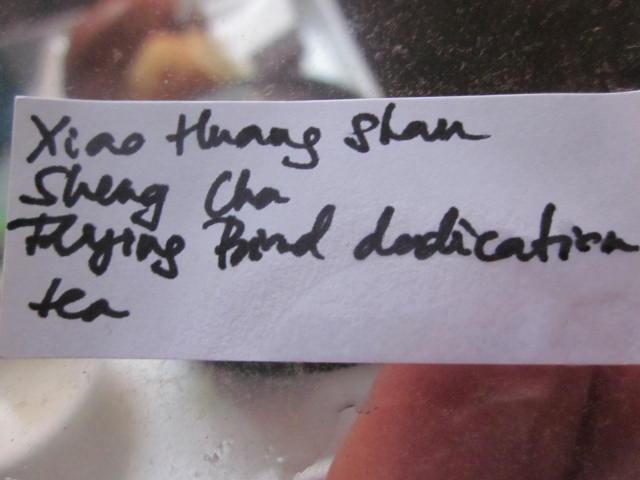 Xiao Huang Shan
Sheng Cha
Flying Bird dedication
tea